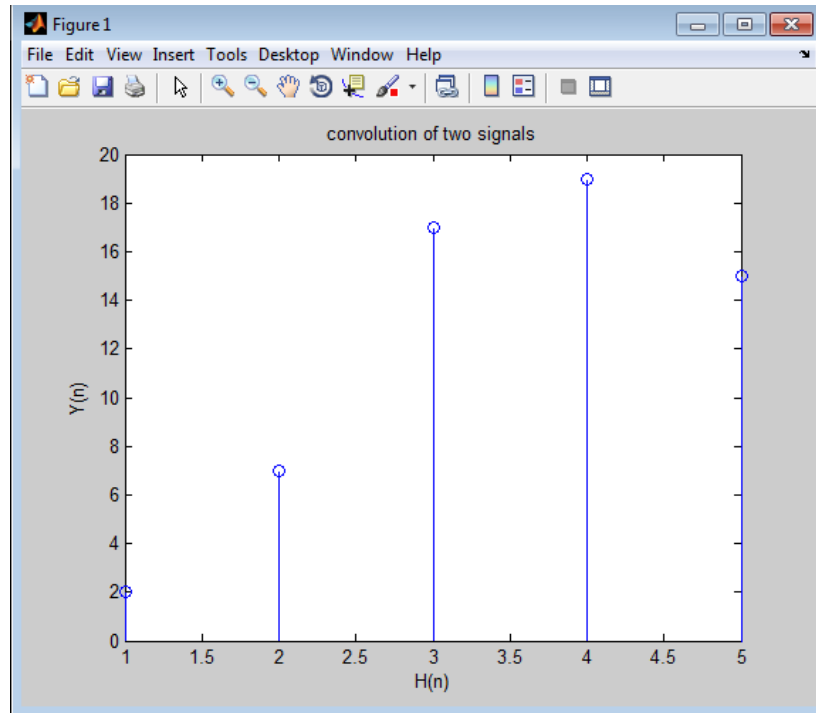 Figure 1
File Edit View Insert Tools Desktop Window Help
convolution of two signals
20
18
16
14
12
10
8
6
4
2
0
Y(n)
1 1.5 2 2.5 3 3.5 4 4.5 5
H(n)